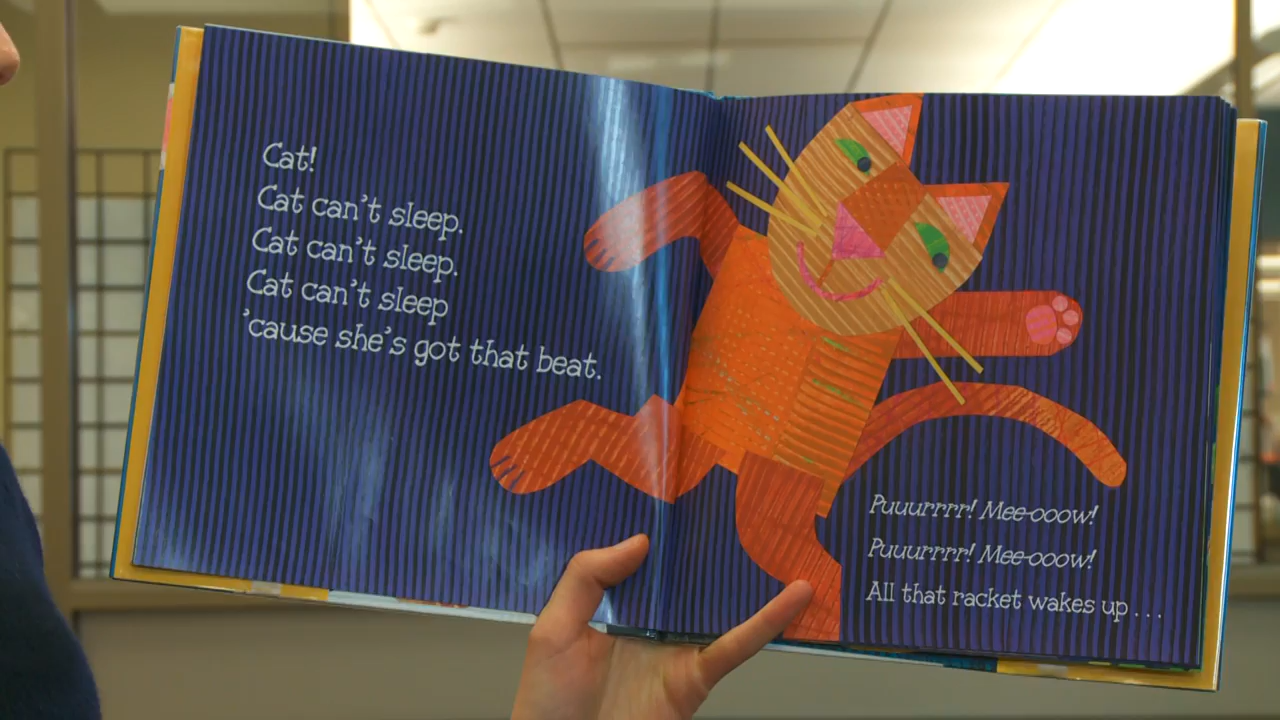 Cat!
Cat can't sleep.
Cat can't sleep.
Cat can't sleep
'cause she's got that beat.
Puuurrrr! Mee-ooow!
Puuurrrr! Mee-ooow!
All that racket wakes up . . .